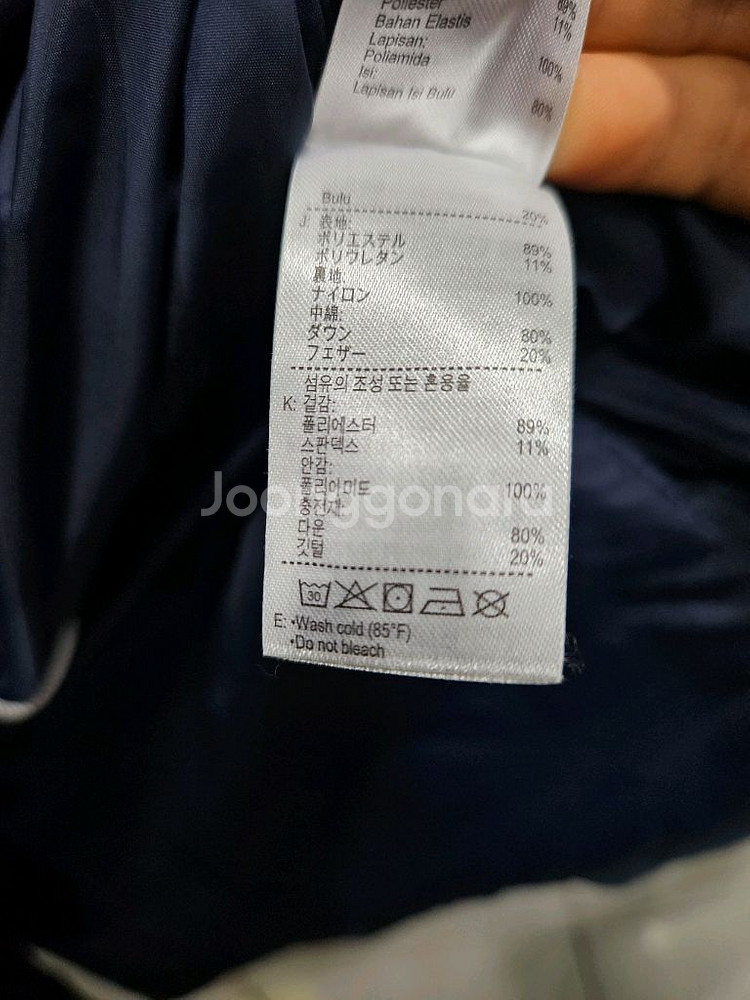 Poliester 89%
Bahan Elastis 11%
Lapisan:
Poliamida 100%
Isi:
Lapisan Isi Bulu 80%
Bulu 20%
J: 表地:
ポリエステル 89%
ポリウレタン 11%
裏地:
ナイロン 100%
中綿:
ダウン 80%
フェザー 20%
섬유의 조성 또는 혼용율
K: 겉감:
폴리에스터 89%
스판덱스 11%
안감:
폴리아미드 100%
충전재:
다운 80%
깃털 20%
30
E: •Wash cold (85°F)
•Do not bleach
Joonggonara